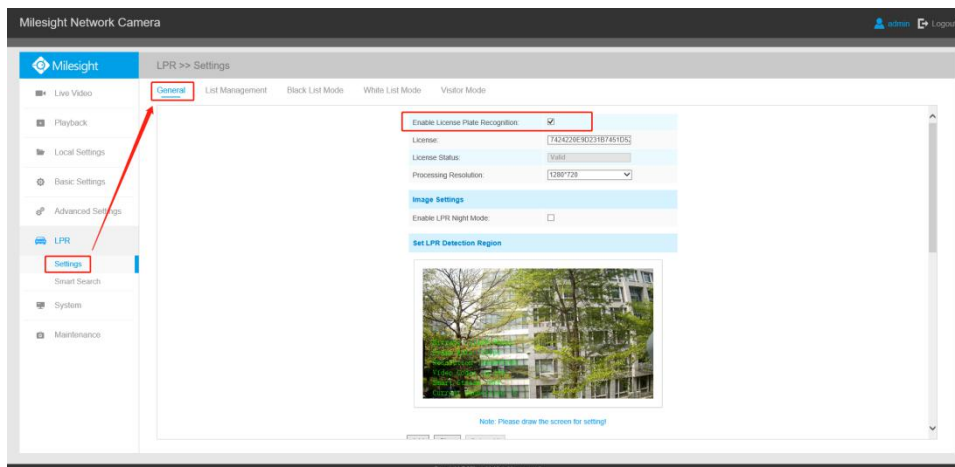 Milesight Network Camera
admin Logout
Milesight
LPR >> Settings
Live Video
Playback
Local Settings
Basic Settings
Advanced Settings
LPR
Settings
Smart Search
System
Maintenance
General List Management Black List Mode White List Mode Visitor Mode
Enable License Plate Recognition:
License: 7424220E9D231B7451D52
License Status: Valid
Processing Resolution: 1280*720
Image Settings
Enable LPR Night Mode:
Set LPR Detection Region
Note: Please draw the screen for setting!